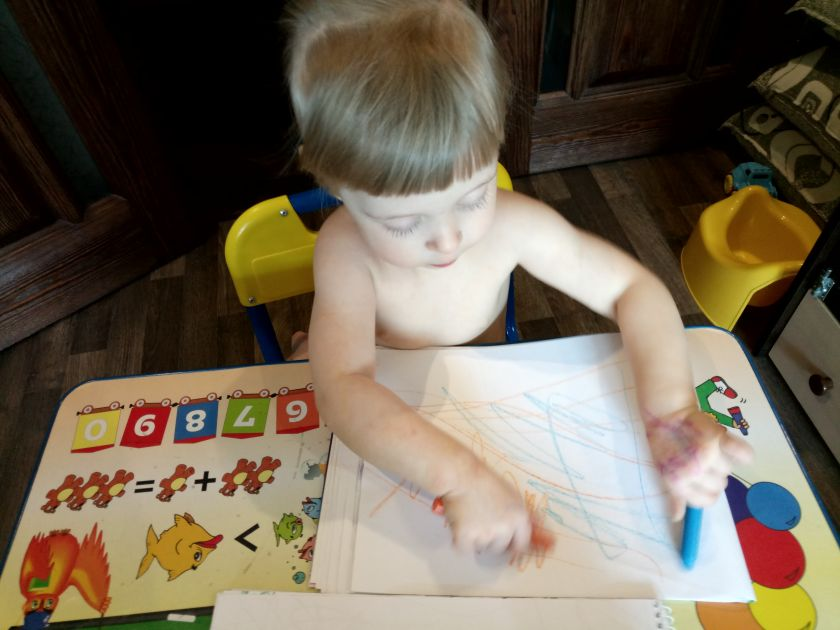 6 7 8 9 0
+ =
<